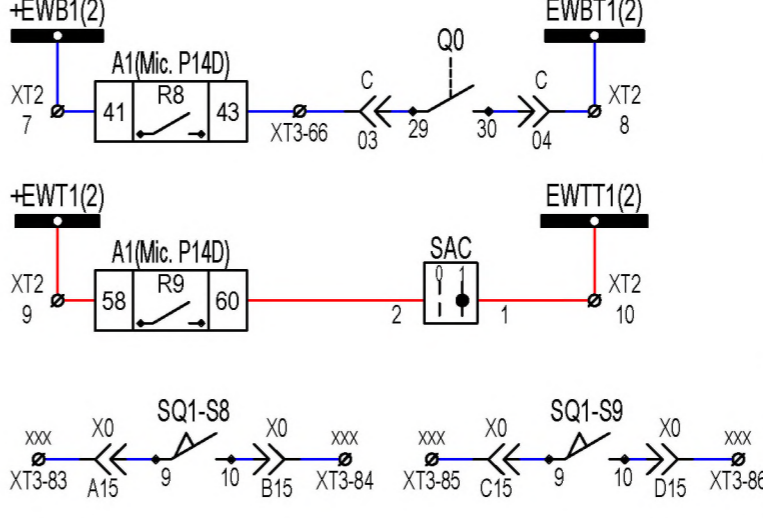 +EWB1(2) EWBT1(2)
Q0
A1(Mic. P14D)
XT2 41 R8 43 C C XT2
7 XT3-66 03 29 30 04 8
+EWT1(2) EWTT1(2)
A1(Mic. P14D) SAC
XT2 58 R9 60 0 1 XT2
9 2 1 10
SQ1-S8 SQ1-S9
xxx X0 X0 xxx xxx X0 X0 xxx
XT3-83 A15 9 10 B15 XT3-84 XT3-85 C15 9 10 D15 XT3-86